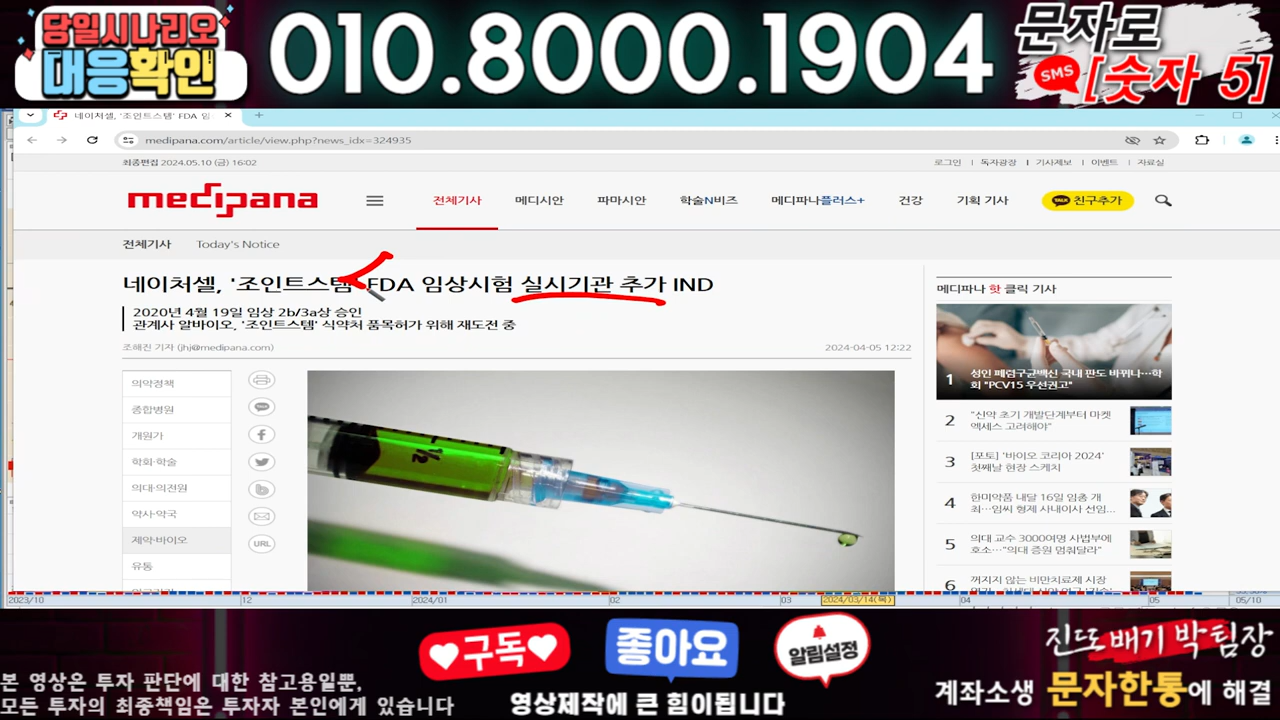 당일시나리오
대응확인
010.8000.1904
문자로
SMS [숫자 5]
네이처셀, '조인트스템' FDA 임
medipana.com/article/view.php?news_idx=324935
최종편집 2024.05.10 (금) 16:02
로그인 | 독자광장 | 기사제보 | 이벤트 | 자료실
medipana
전체기사 메디시안 파마시안 학술N비즈 메디파나플러스+ 건강 기획 기사
TALK 친구추가
전체기사 Today's Notice
네이처셀, '조인트스템' FDA 임상시험 실시기관 추가 IND
2020년 4월 19일 임상 2b/3a상 승인
관계사 알바이오, '조인트스템' 식약처 품목허가 위해 재도전 중
조해진 기자 (jhj@medipana.com)
2024-04-05 12:22
의약정책
종합병원
개원가
학회·학술
의대·의전원
약사·약국
제약·바이오
유통
URL
½
메디파나 핫 클릭 기사
1 성인 폐렴구균백신 국내 판도 바뀌나…학
회 "PCV15 우선권고"
2 "신약 초기 개발단계부터 마켓
엑세스 고려해야"
3 [포토] '바이오 코리아 2024'
첫째날 현장 스케치
4 한미약품 내달 16일 임총 개
최…임씨 형제 사내이사 선임...
5 의대 교수 3000여명 사법부에
호소…"의대 증원 멈춰달라"
6 꺼지지 않는 비만치료제 시장
2023/10 12 2024/01 02 03 2024/03/14(목) 04 05 05/10
구독
좋아요
알림설정
진또배기 박팀장
본 영상은 투자 판단에 대한 참고용일뿐,
모든 투자의 최종책임은 투자자 본인에게 있습니다
영상제작에 큰 힘이됩니다
계좌소생 문자한통에 해결